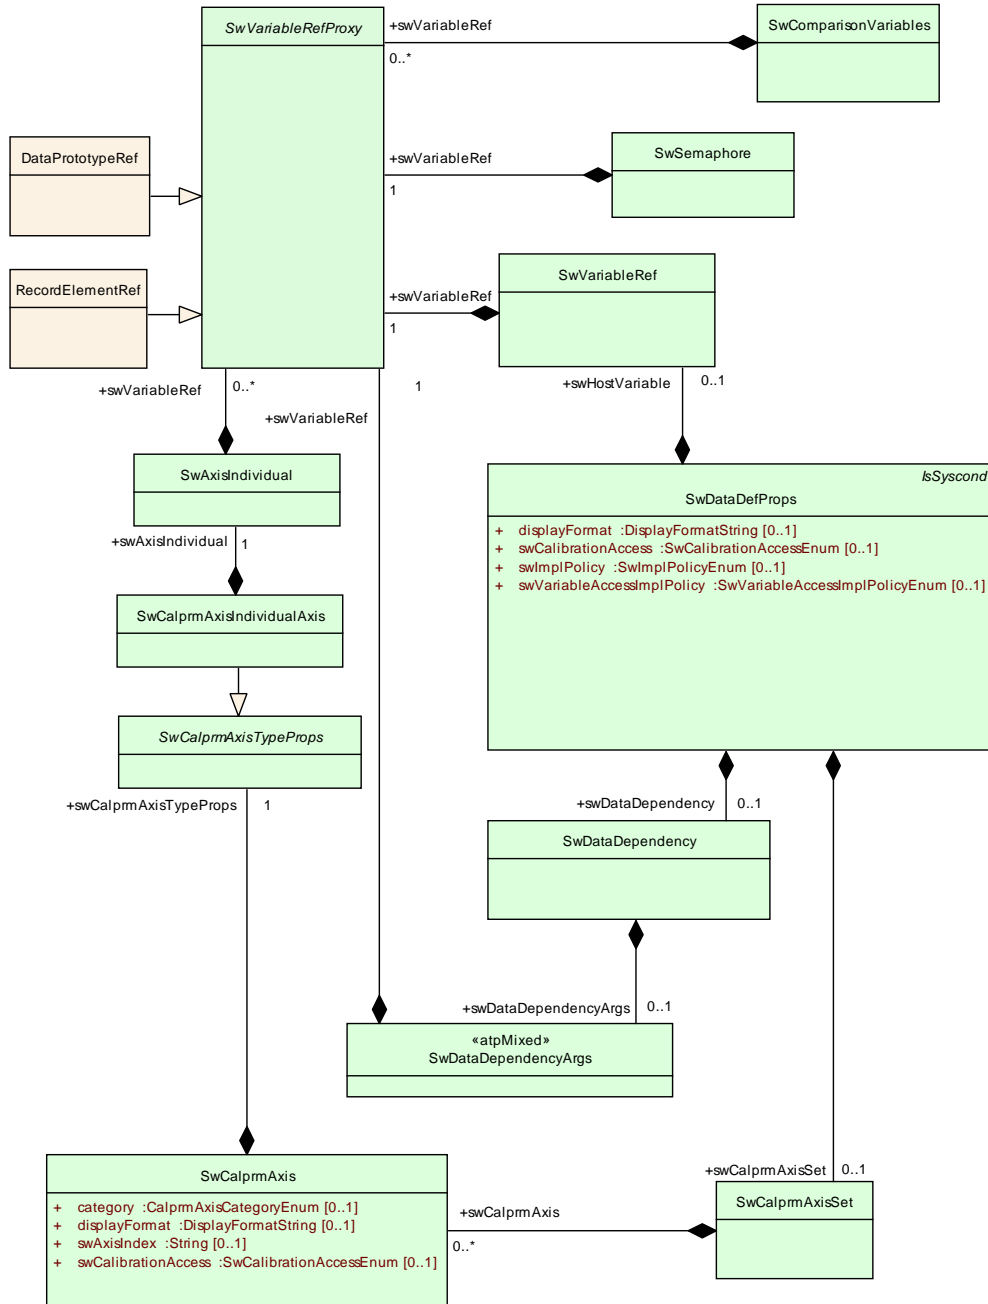 SwVariableRefProxy
+swVariableRef
0..*
SwComparisonVariables
DataPrototypeRef
+swVariableRef
1
SwSemaphore
RecordElementRef
+swVariableRef
1
SwVariableRef
+swVariableRef
0..*
+swVariableRef
1
+swHostVariable
0..1
SwAxisIndividual
+swAxisIndividual
1
IsSyscond
SwDataDefProps
+ displayFormat :DisplayFormatString [0..1]
+ swCalibrationAccess :SwCalibrationAccessEnum [0..1]
+ swImplPolicy :SwImplPolicyEnum [0..1]
+ swVariableAccessImplPolicy :SwVariableAccessImplPolicyEnum [0..1]
SwCalprmAxisIndividualAxis
SwCalprmAxisTypeProps
+swCalprmAxisTypeProps
1
+swDataDependency
0..1
SwDataDependency
+swDataDependencyArgs
0..1
«atpMixed»
SwDataDependencyArgs
SwCalprmAxis
+ category :CalprmAxisCategoryEnum [0..1]
+ displayFormat :DisplayFormatString [0..1]
+ swAxisIndex :String [0..1]
+ swCalibrationAccess :SwCalibrationAccessEnum [0..1]
+swCalprmAxis
0..*
+swCalprmAxisSet
0..1
SwCalprmAxisSet